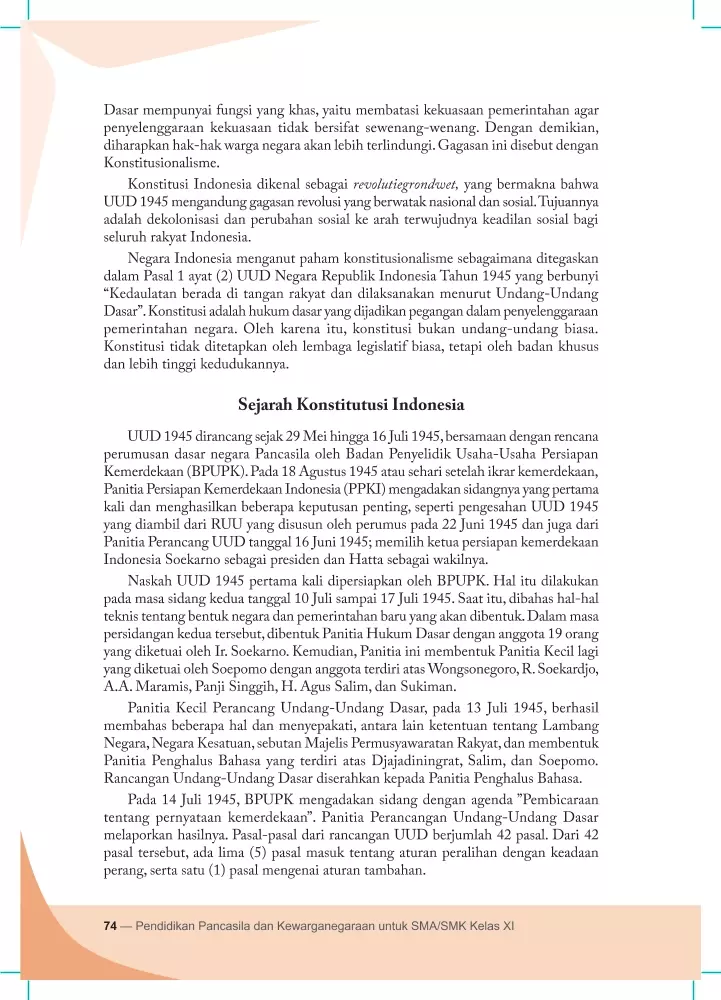 Dasar mempunyai fungsi yang khas, yaitu membatasi kekuasaan pemerintahan agar
penyelenggaraan kekuasaan tidak bersifat sewenang-wenang. Dengan demikian,
diharapkan hak-hak warga negara akan lebih terlindungi. Gagasan ini disebut dengan
Konstitusionalisme.
Konstitusi Indonesia dikenal sebagai revolutiegrondwet, yang bermakna bahwa
UUD 1945 mengandung gagasan revolusi yang berwatak nasional dan sosial. Tujuannya
adalah dekolonisasi dan perubahan sosial ke arah terwujudnya keadilan sosial bagi
seluruh rakyat Indonesia.
Negara Indonesia menganut paham konstitusionalisme sebagaimana ditegaskan
dalam Pasal 1 ayat (2) UUD Negara Republik Indonesia Tahun 1945 yang berbunyi
“Kedaulatan berada di tangan rakyat dan dilaksanakan menurut Undang-Undang
Dasar”. Konstitusi adalah hukum dasar yang dijadikan pegangan dalam penyelenggaraan
pemerintahan negara. Oleh karena itu, konstitusi bukan undang-undang biasa.
Konstitusi tidak ditetapkan oleh lembaga legislatif biasa, tetapi oleh badan khusus
dan lebih tinggi kedudukannya.
Sejarah Konstitutusi Indonesia
UUD 1945 dirancang sejak 29 Mei hingga 16 Juli 1945, bersamaan dengan rencana
perumusan dasar negara Pancasila oleh Badan Penyelidik Usaha-Usaha Persiapan
Kemerdekaan (BPUPK). Pada 18 Agustus 1945 atau sehari setelah ikrar kemerdekaan,
Panitia Persiapan Kemerdekaan Indonesia (PPKI) mengadakan sidangnya yang pertama
kali dan menghasilkan beberapa keputusan penting, seperti pengesahan UUD 1945
yang diambil dari RUU yang disusun oleh perumus pada 22 Juni 1945 dan juga dari
Panitia Perancang UUD tanggal 16 Juni 1945; memilih ketua persiapan kemerdekaan
Indonesia Soekarno sebagai presiden dan Hatta sebagai wakilnya.
Naskah UUD 1945 pertama kali dipersiapkan oleh BPUPK. Hal itu dilakukan
pada masa sidang kedua tanggal 10 Juli sampai 17 Juli 1945. Saat itu, dibahas hal-hal
teknis tentang bentuk negara dan pemerintahan baru yang akan dibentuk. Dalam masa
persidangan kedua tersebut, dibentuk Panitia Hukum Dasar dengan anggota 19 orang
yang diketuai oleh Ir. Soekarno. Kemudian, Panitia ini membentuk Panitia Kecil lagi
yang diketuai oleh Soepomo dengan anggota terdiri atas Wongsonegoro, R. Soekardjo,
A.A. Maramis, Panji Singgih, H. Agus Salim, dan Sukiman.
Panitia Kecil Perancang Undang-Undang Dasar, pada 13 Juli 1945, berhasil
membahas beberapa hal dan menyepakati, antara lain ketentuan tentang Lambang
Negara, Negara Kesatuan, sebutan Majelis Permusyawaratan Rakyat, dan membentuk
Panitia Penghalus Bahasa yang terdiri atas Djajadiningrat, Salim, dan Soepomo.
Rancangan Undang-Undang Dasar diserahkan kepada Panitia Penghalus Bahasa.
Pada 14 Juli 1945, BPUPK mengadakan sidang dengan agenda ”Pembicaraan
tentang pernyataan kemerdekaan”. Panitia Perancangan Undang-Undang Dasar
melaporkan hasilnya. Pasal-pasal dari rancangan UUD berjumlah 42 pasal. Dari 42
pasal tersebut, ada lima (5) pasal masuk tentang aturan peralihan dengan keadaan
perang, serta satu (1) pasal mengenai aturan tambahan.
74 — Pendidikan Pancasila dan Kewarganegaraan untuk SMA/SMK Kelas XI